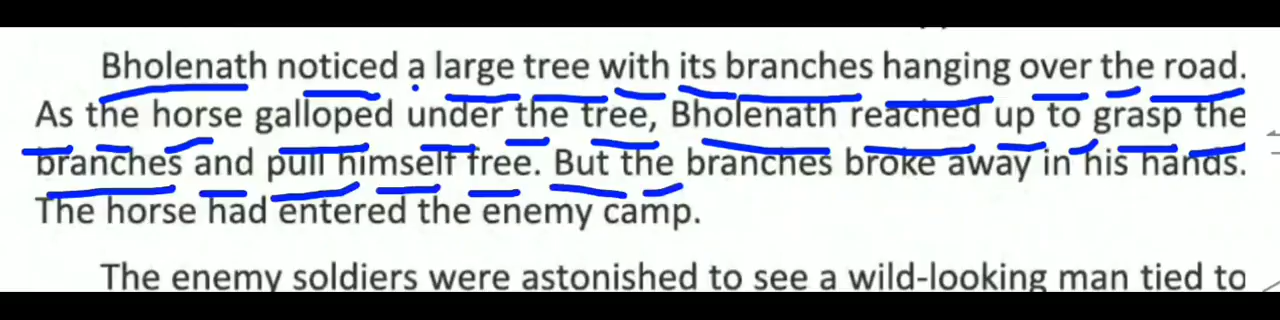 Bholenath noticed a large tree with its branches hanging over the road.
As the horse galloped under the tree, Bholenath reached up to grasp the
branches and pull himself free. But the branches broke away in his hands.
The horse had entered the enemy camp.
The enemy soldiers were astonished to see a wild-looking man tied to